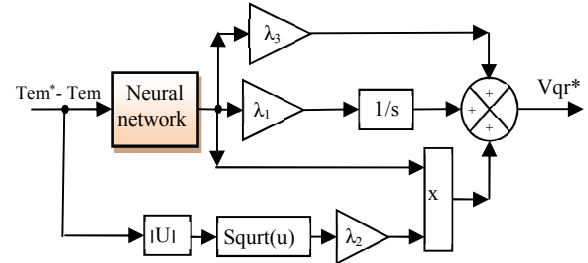 λ3
Tem*- Tem
Neural
network
λ1
1/s
+
+
+
Vqr*
x
|U|
Squrt(u)
λ2